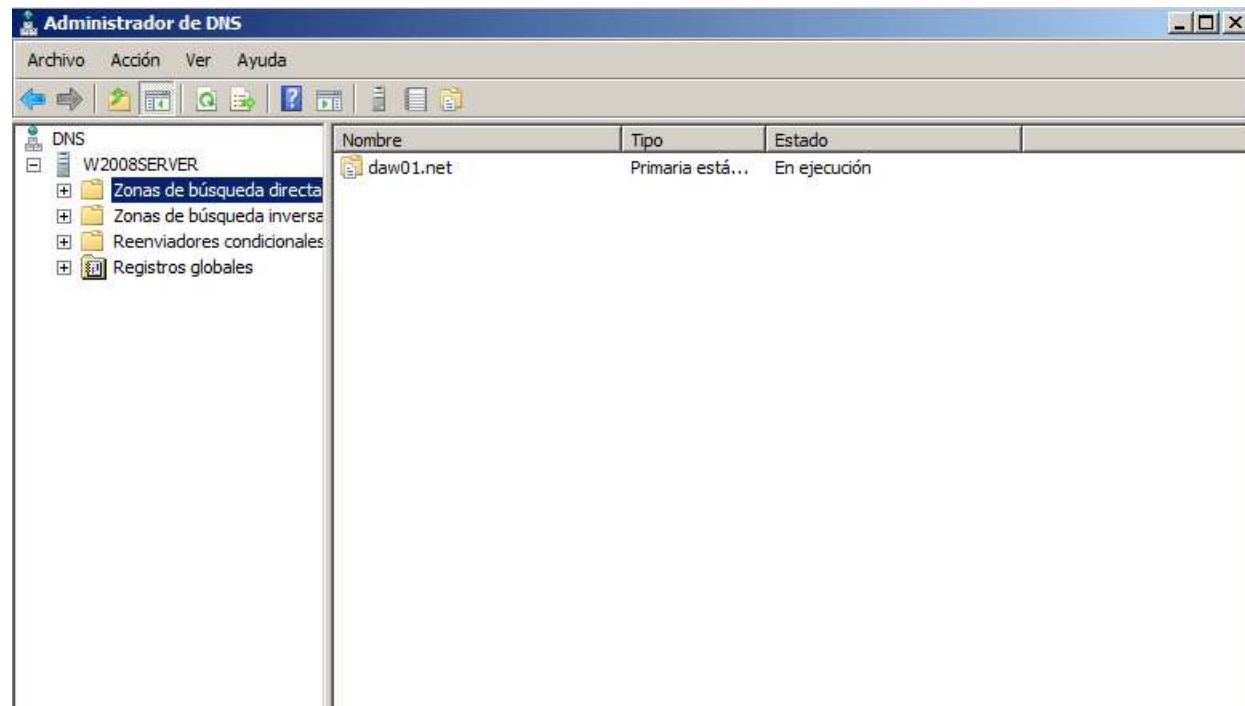 Administrador de DNS
Archivo Acción Ver Ayuda
DNS
W2008SERVER
Zonas de búsqueda directa
Zonas de búsqueda inversa
Reenviadores condicionales
Registros globales
Nombre Tipo Estado
daw01.net Primaria está... En ejecución